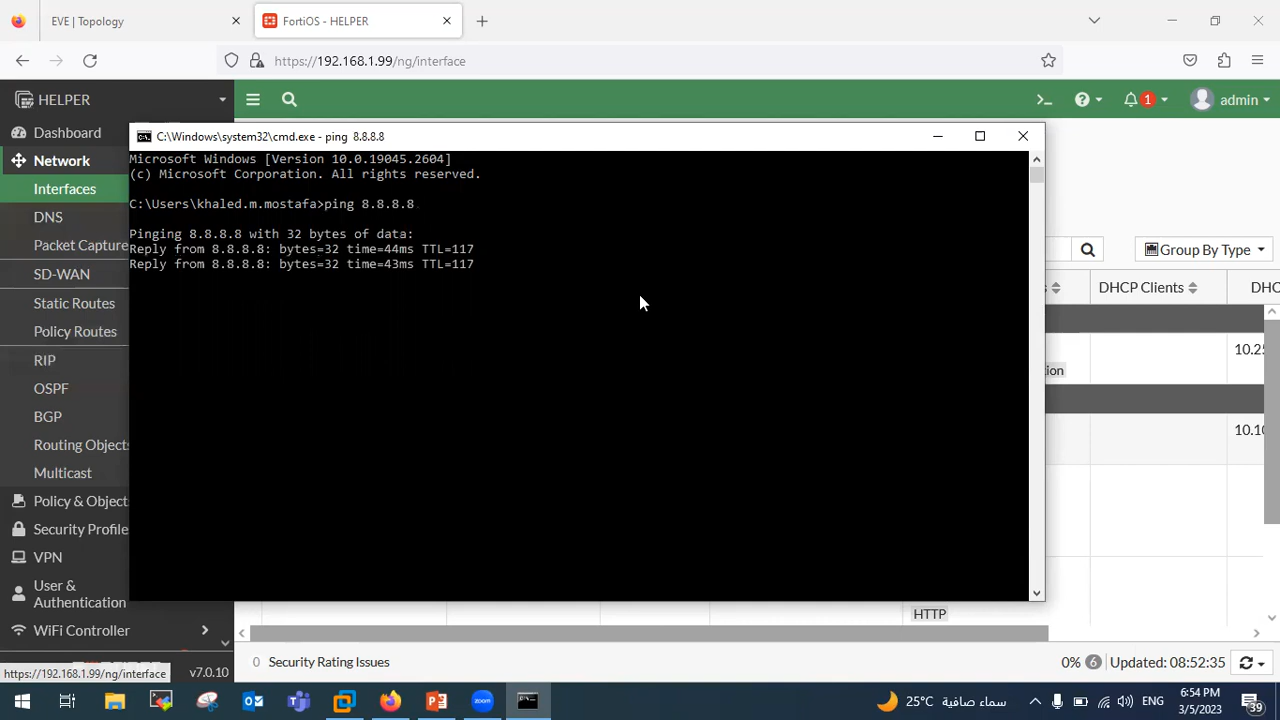 EVE | Topology
FortiOS - HELPER
https://192.168.1.99/ng/interface
HELPER
1
admin
Dashboard
Network
Interfaces
DNS
Packet Capture
SD-WAN
Static Routes
Policy Routes
RIP
OSPF
BGP
Routing Objects
Multicast
Policy & Object
Security Profile
VPN
User &
Authentication
WiFi Controller
v7.0.10
https://192.168.1.99/ng/interface
C:\Windows\system32\cmd.exe - ping 8.8.8.8
Microsoft Windows [Version 10.0.19045.2604]
(c) Microsoft Corporation. All rights reserved.
C:\Users\khaled.m.mostafa>ping 8.8.8.8
Pinging 8.8.8.8 with 32 bytes of data:
Reply from 8.8.8.8: bytes=32 time=44ms TTL=117
Reply from 8.8.8.8: bytes=32 time=43ms TTL=117
Group By Type
DHCP Clients
DHC
10.25
tion
10.10
HTTP
0 Security Rating Issues
0% 6 Updated: 08:52:35
25°C سماء صافية
ENG
6:54 PM
3/5/2023
39